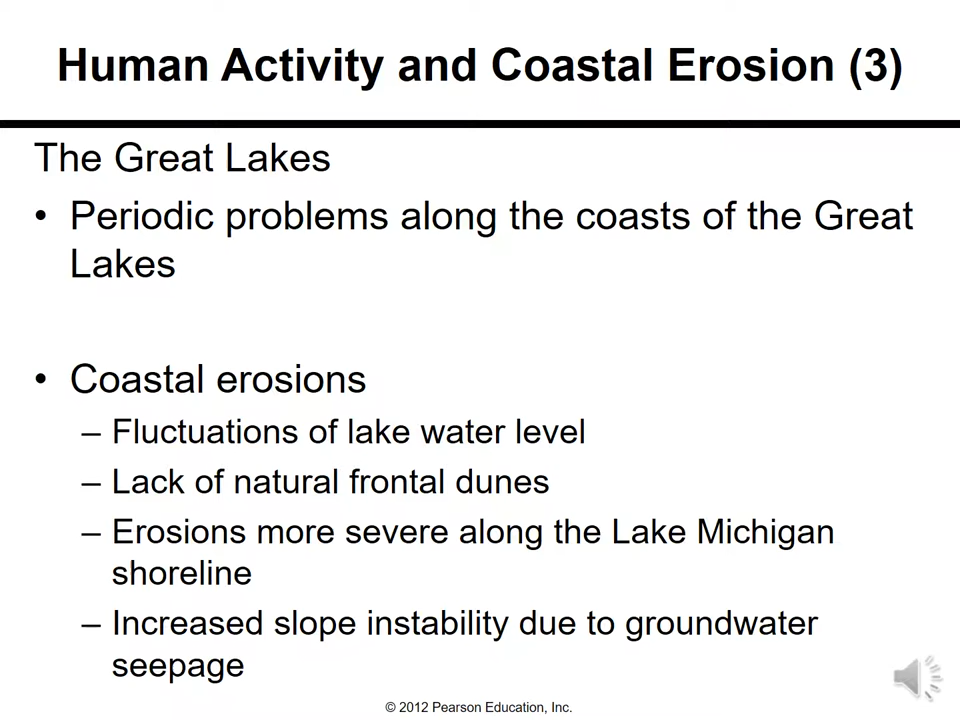 Human Activity and Coastal Erosion (3)
The Great Lakes
• Periodic problems along the coasts of the Great
Lakes
• Coastal erosions
– Fluctuations of lake water level
– Lack of natural frontal dunes
– Erosions more severe along the Lake Michigan
shoreline
– Increased slope instability due to groundwater
seepage
© 2012 Pearson Education, Inc.